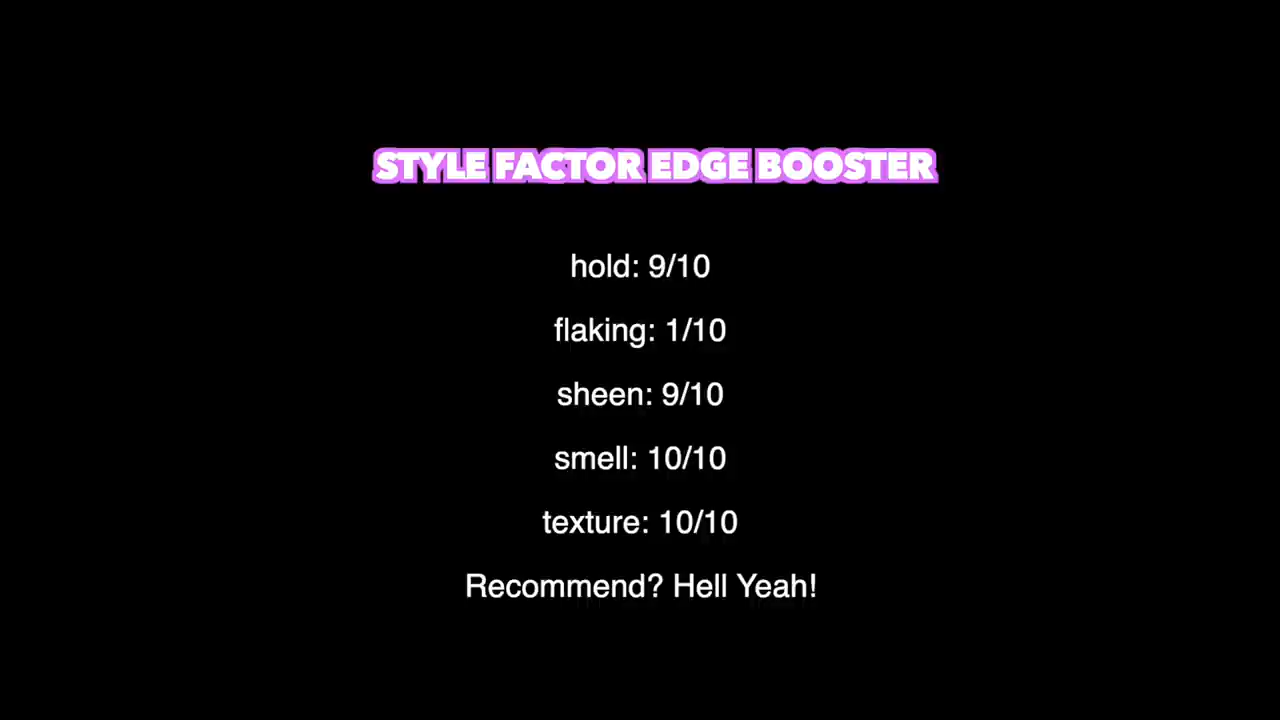 STYLE FACTOR EDGE BOOSTER
hold: 9/10
flaking: 1/10
sheen: 9/10
smell: 10/10
texture: 10/10
Recommend? Hell Yeah!